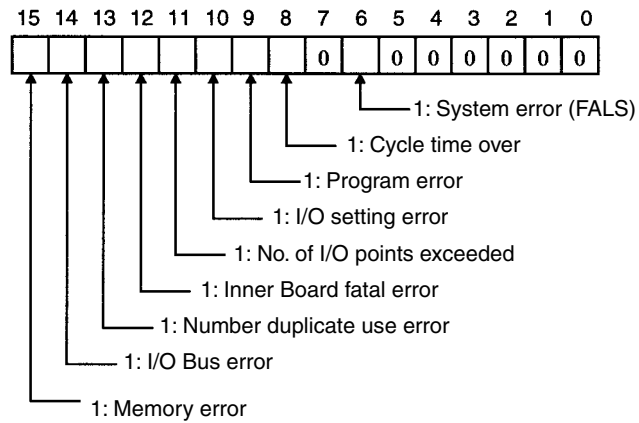 15 14 13 12 11 10 9 8 7 6 5 4 3 2 1 0
0 0 0 0 0 0 0
1: System error (FALS)
1: Cycle time over
1: Program error
1: I/O setting error
1: No. of I/O points exceeded
1: Inner Board fatal error
1: Number duplicate use error
1: I/O Bus error
1: Memory error